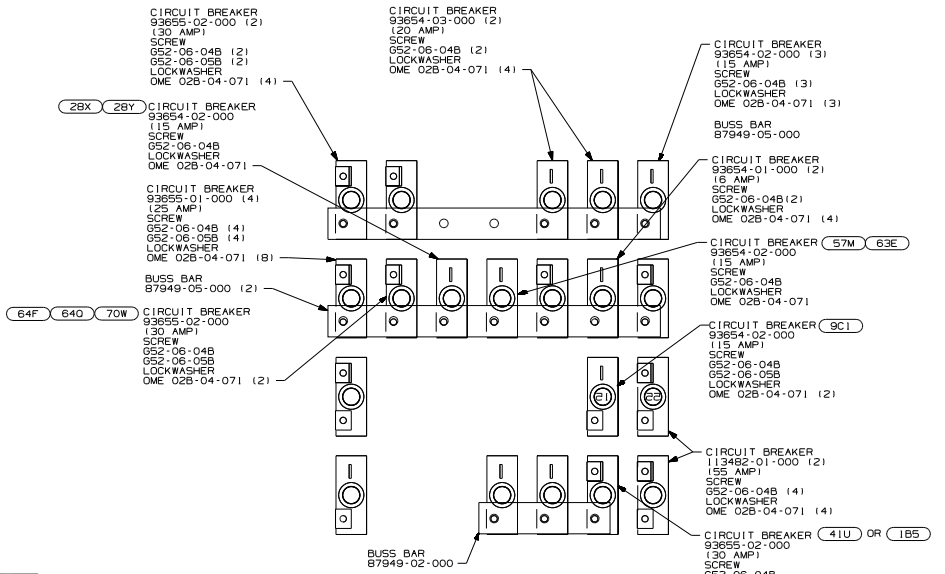 CIRCUIT BREAKER
93655-02-000 (2)
(30 AMP)
SCREW
G52-06-04B (2)
G52-06-05B (2)
LOCKWASHER
OME 02B-04-071 (4)
CIRCUIT BREAKER
93654-03-000 (2)
(20 AMP)
SCREW
G52-06-04B (2)
LOCKWASHER
OME 02B-04-071 (4)
CIRCUIT BREAKER
93654-02-000 (3)
(15 AMP)
SCREW
G52-06-04B (3)
LOCKWASHER
OME 02B-04-071 (3)
BUSS BAR
87949-05-000
28X 28Y CIRCUIT BREAKER
93654-02-000
(15 AMP)
SCREW
G52-06-04B
LOCKWASHER
OME 02B-04-071
CIRCUIT BREAKER
93654-01-000 (2)
(6 AMP)
SCREW
G52-06-04B(2)
LOCKWASHER
OME 02B-04-071 (4)
CIRCUIT BREAKER
93655-01-000 (4)
(25 AMP)
SCREW
G52-06-04B (4)
G52-06-05B (4)
LOCKWASHER
OME 02B-04-071 (8)
CIRCUIT BREAKER 57M 63E
93654-02-000
(15 AMP)
SCREW
G52-06-04B
LOCKWASHER
OME 02B-04-071
BUSS BAR
87949-05-000 (2)
64F 64Q 70W CIRCUIT BREAKER
93655-02-000
(30 AMP)
SCREW
G52-06-04B
G52-06-05B
LOCKWASHER
OME 02B-04-071 (2)
CIRCUIT BREAKER 9C1
93654-02-000
(15 AMP)
SCREW
G52-06-04B
G52-06-05B
LOCKWASHER
OME 02B-04-071 (2)
21 22
CIRCUIT BREAKER
113482-01-000 (2)
(55 AMP)
SCREW
G52-06-04B (4)
LOCKWASHER
OME 02B-04-071 (4)
BUSS BAR
87949-02-000
CIRCUIT BREAKER 41U OR 1B5
93655-02-000
(30 AMP)
SCREW
G52-06-04B